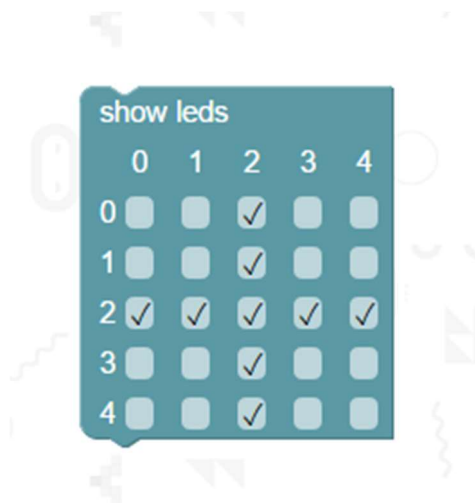 show leds
0 1 2 3 4
0 ✓
1 ✓
2 ✓ ✓ ✓ ✓ ✓
3 ✓
4 ✓